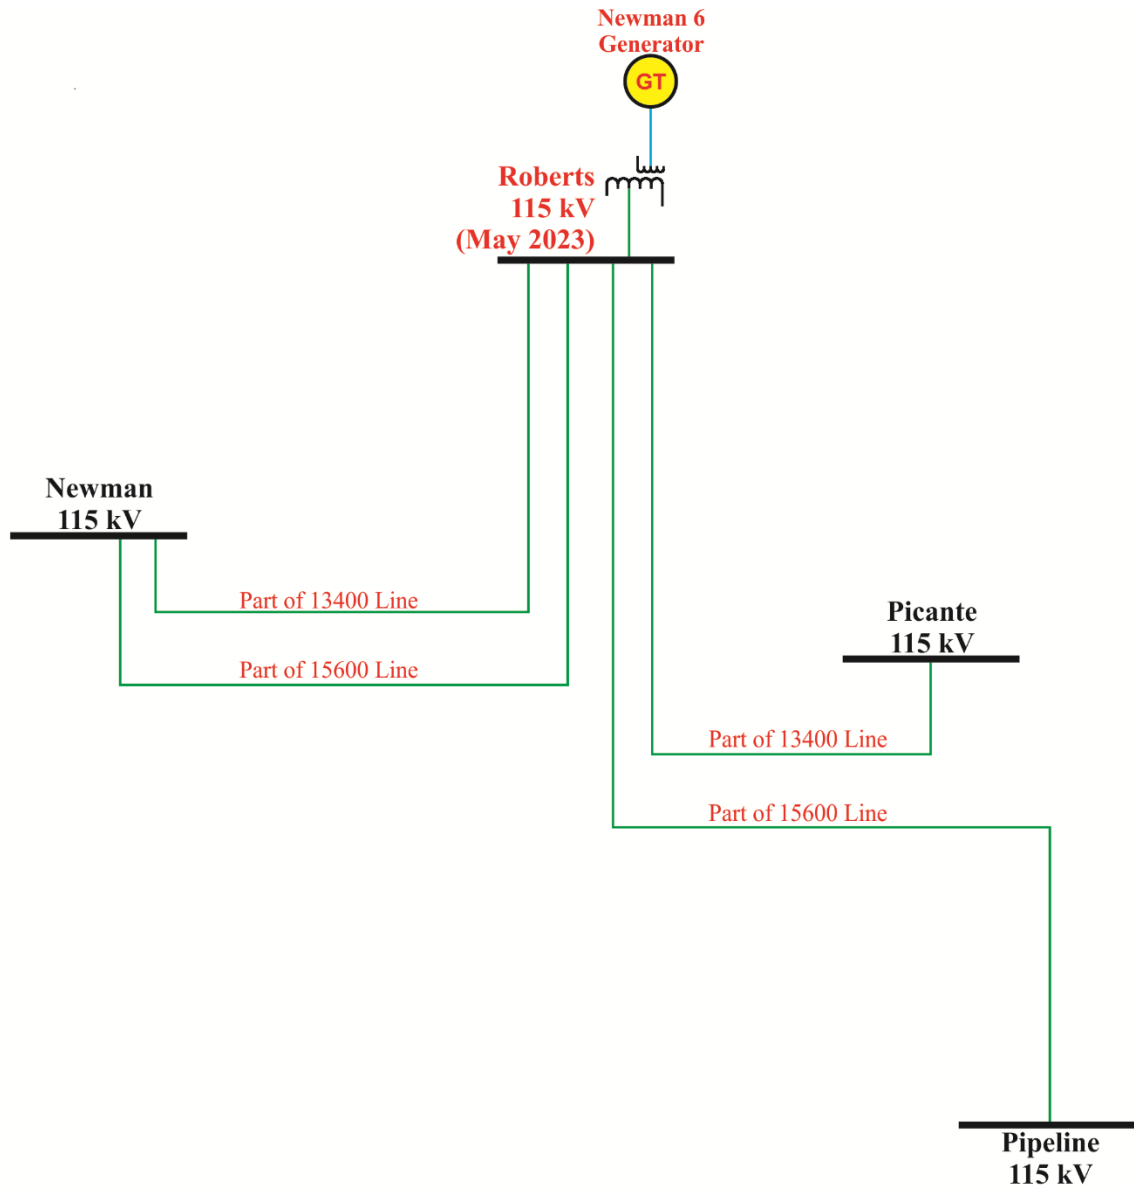 Newman 6
Generator
GT
Roberts
115 kV
(May 2023)
Newman
115 kV
Part of 13400 Line
Part of 15600 Line
Picante
115 kV
Part of 13400 Line
Part of 15600 Line
Pipeline
115 kV